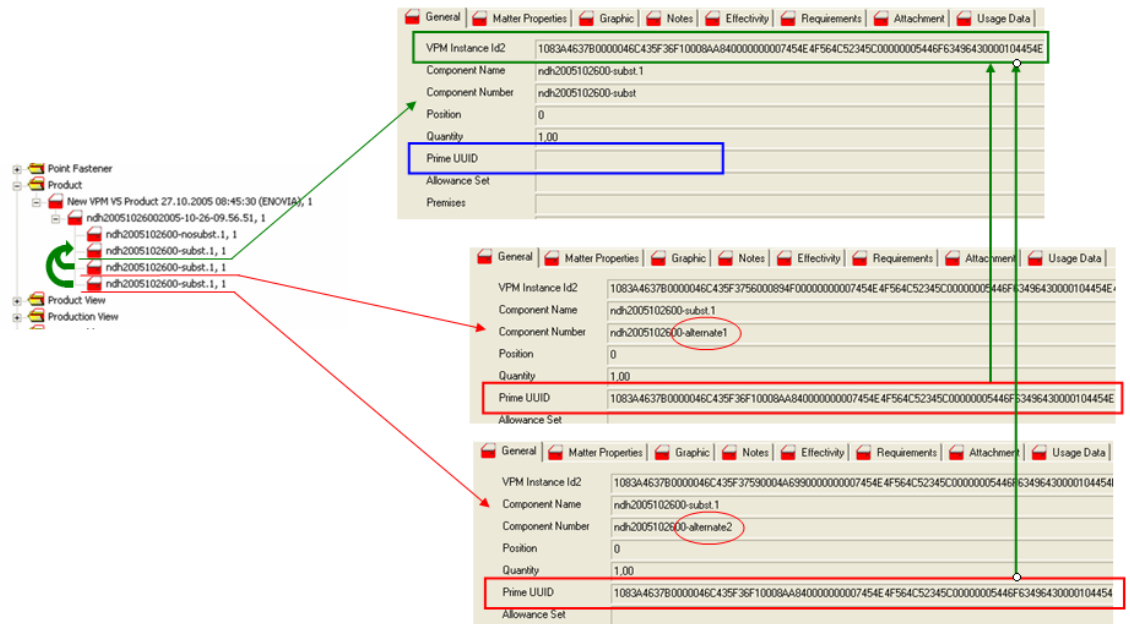 General Matter Properties Graphic Notes Effectivity Requirements Attachment Usage Data
VPM Instance Id2 1083A4637B0000046C435F36F10008AA840000000007454E4F564C52345C00000005446F63496430000104454E
Component Name ndh2005102600-subst.1
Component Number ndh2005102600-subst
Position 0
Quantity 1,00
Prime UUID
Allowance Set
Premises
Point Fastener
Product
New VPM V5 Product 27.10.2005 08:45:30 (ENOVIA), 1
ndh20051026002005-10-26-09.56.51, 1
ndh2005102600-nosubst.1, 1
ndh2005102600-subst.1, 1
ndh2005102600-subst.1, 1
ndh2005102600-subst.1, 1
Product View
Production View
General Matter Properties Graphic Notes Effectivity Requirements Attachment Usage Data
VPM Instance Id2 1083A4637B0000046C435F3756000894F00000000007454E4F564C52345C00000005446F63496430000104454E
Component Name ndh2005102600-subst.1
Component Number ndh2005102600-alternate1
Position 0
Quantity 1,00
Prime UUID 1083A4637B0000046C435F36F10008AA840000000007454E4F564C52345C00000005446F63496430000104454E
Allowance Set
General Matter Properties Graphic Notes Effectivity Requirements Attachment Usage Data
VPM Instance Id2 1083A4637B0000046C435F37590004A6990000000007454E4F564C52345C00000005446F63496430000104454
Component Name ndh2005102600-subst.1
Component Number ndh2005102600-alternate2
Position 0
Quantity 1,00
Prime UUID 1083A4637B0000046C435F36F10008AA840000000007454E4F564C52345C00000005446F63496430000104454
Allowance Set